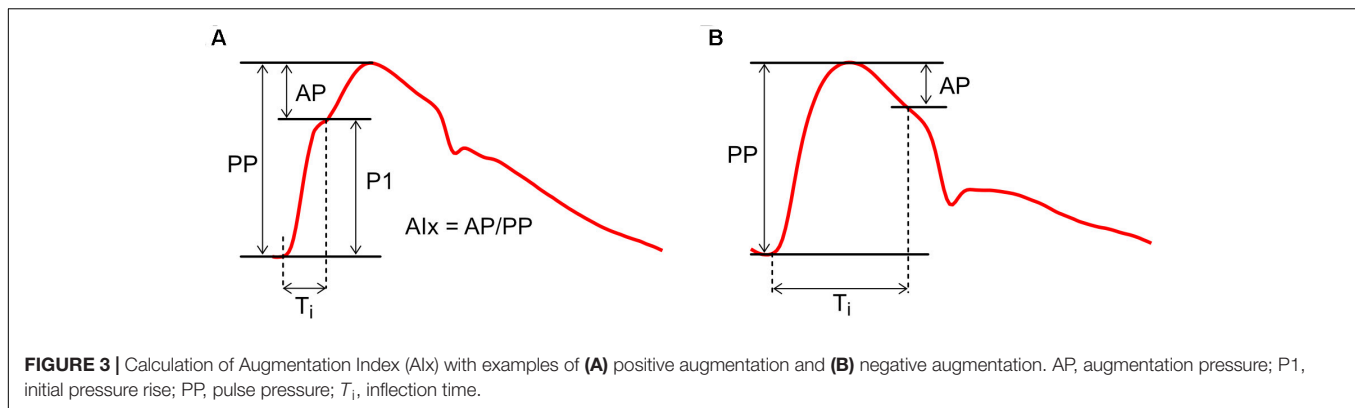 A
AP
PP
P1
AIx = AP/PP
Ti
B
AP
PP
Ti
FIGURE 3 | Calculation of Augmentation Index (AIx) with examples of (A) positive augmentation and (B) negative augmentation. AP, augmentation pressure; P1,
initial pressure rise; PP, pulse pressure; Ti, inflection time.